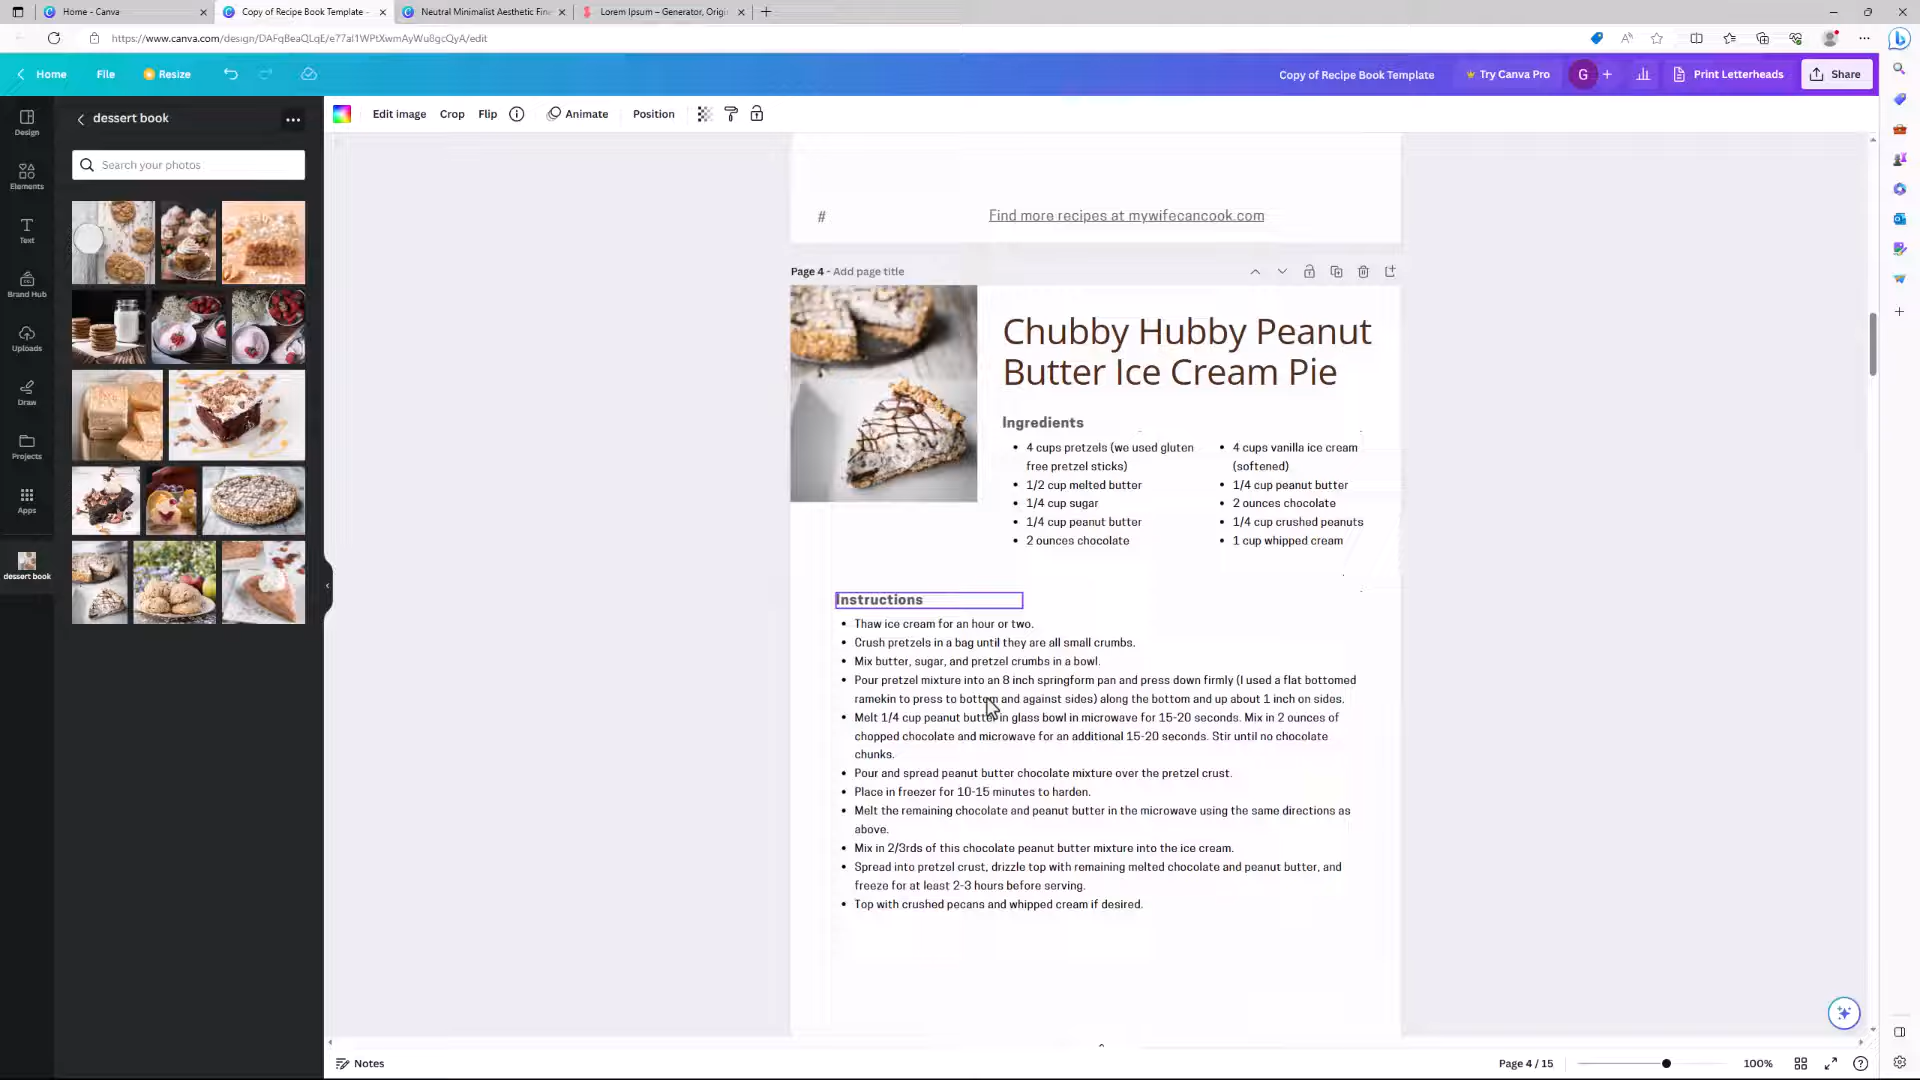 Home - Canva
Copy of Recipe Book Template -
Neutral Minimalist Aesthetic Fin
Lorem Ipsum – Generator, Origi
https://www.canva.com/design/DAFqBeaQLqE/e77al1WPtXwmAyWu8gcQyA/edit
Home
File
Resize
Copy of Recipe Book Template
Try Canva Pro
G
Print Letterheads
Share
Design
Elements
Text
Brand Hub
Uploads
Draw
Projects
Apps
dessert book
dessert book
Search your photos
Edit image
Crop
Flip
Animate
Position
#
Find more recipes at mywifecancook.com
Page 4 - Add page title
Chubby Hubby Peanut
Butter Ice Cream Pie
Ingredients
• 4 cups pretzels (we used gluten
free pretzel sticks)
• 1/2 cup melted butter
• 1/4 cup sugar
• 1/4 cup peanut butter
• 2 ounces chocolate
• 4 cups vanilla ice cream
(softened)
• 1/4 cup peanut butter
• 2 ounces chocolate
• 1/4 cup crushed peanuts
• 1 cup whipped cream
Instructions
• Thaw ice cream for an hour or two.
• Crush pretzels in a bag until they are all small crumbs.
• Mix butter, sugar, and pretzel crumbs in a bowl.
• Pour pretzel mixture into an 8 inch springform pan and press down firmly (I used a flat bottomed
ramekin to press to bottom and against sides) along the bottom and up about 1 inch on sides.
• Melt 1/4 cup peanut butter in glass bowl in microwave for 15-20 seconds. Mix in 2 ounces of
chopped chocolate and microwave for an additional 15-20 seconds. Stir until no chocolate
chunks.
• Pour and spread peanut butter chocolate mixture over the pretzel crust.
• Place in freezer for 10-15 minutes to harden.
• Melt the remaining chocolate and peanut butter in the microwave using the same directions as
above.
• Mix in 2/3rds of this chocolate peanut butter mixture into the ice cream.
• Spread into pretzel crust, drizzle top with remaining melted chocolate and peanut butter, and
freeze for at least 2-3 hours before serving.
• Top with crushed pecans and whipped cream if desired.
Notes
Page 4 / 15
100%